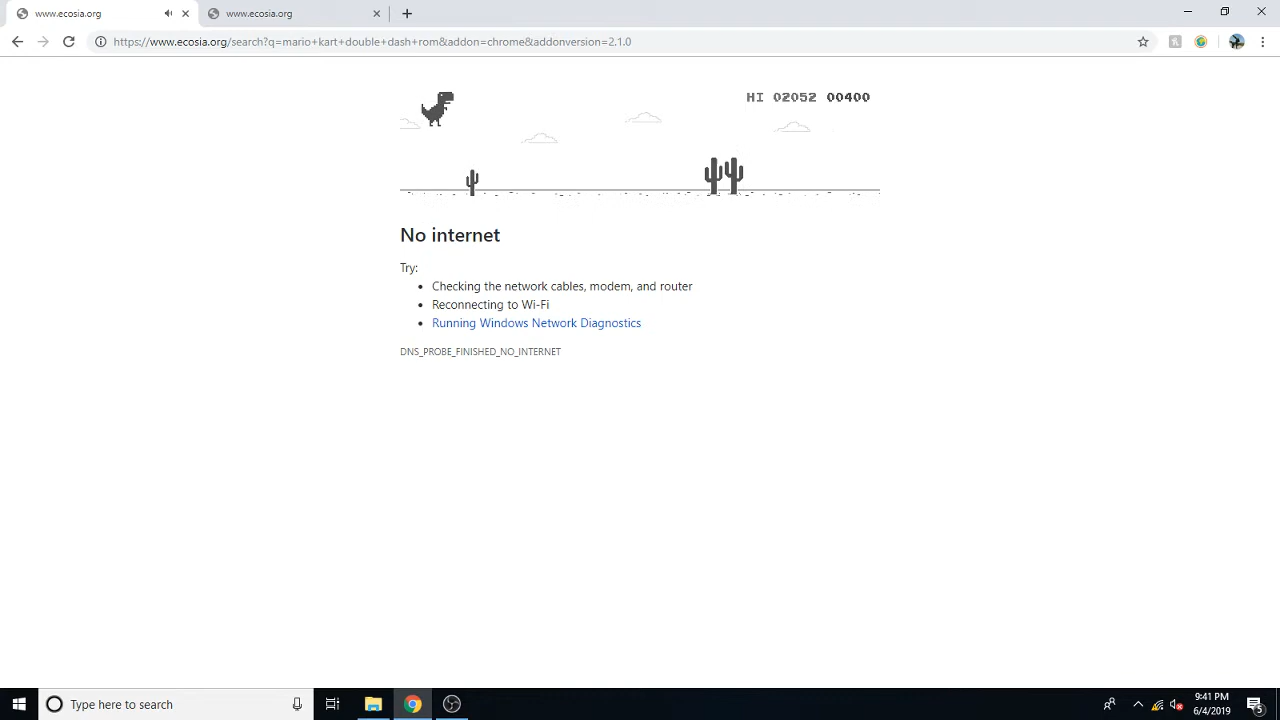 www.ecosia.org
www.ecosia.org
https://www.ecosia.org/search?q=mario+kart+double+dash+rom&addon=chrome&addonversion=2.1.0
HI 02052 00400
No internet
Try:
Checking the network cables, modem, and router
Reconnecting to Wi-Fi
Running Windows Network Diagnostics
DNS_PROBE_FINISHED_NO_INTERNET
Type here to search
9:41 PM
6/4/2019